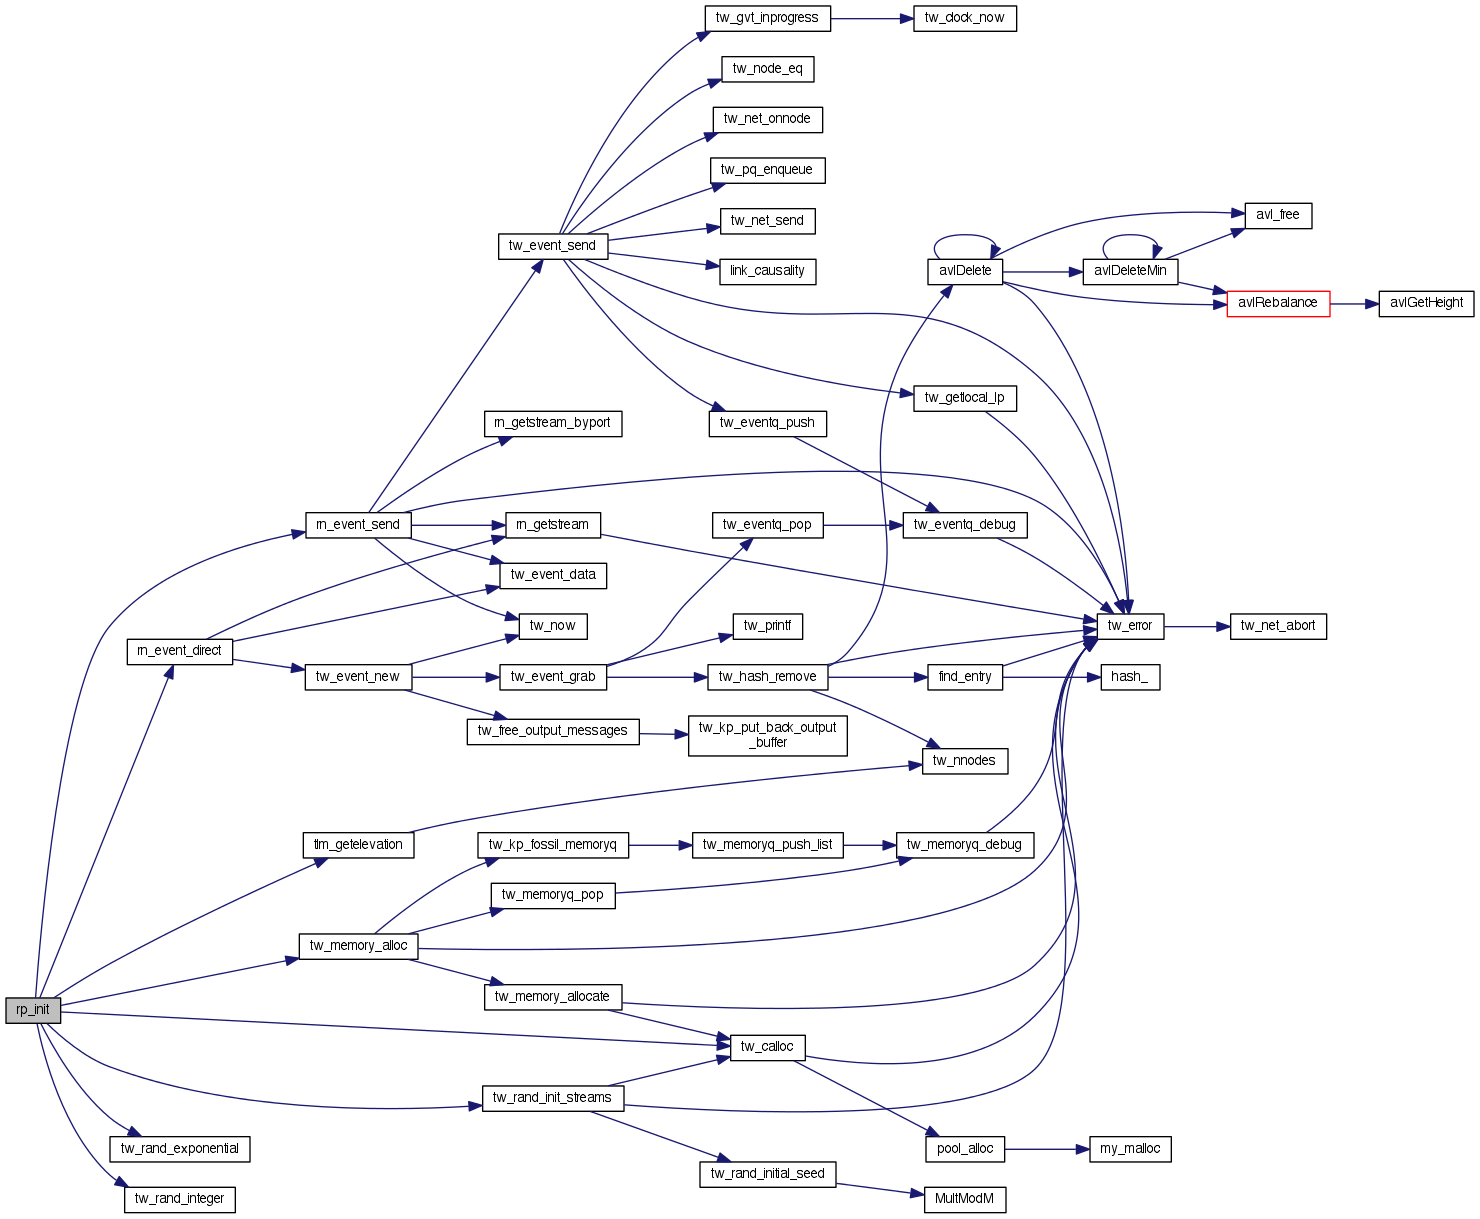 tw_gvt_inprogress
tw_clock_now
tw_node_eq
tw_net_onnode
tw_pq_enqueue
tw_net_send
avl_free
tw_event_send
link_causality
avlDelete
avlDeleteMin
avlRebalance
avlGetHeight
tw_getlocal_lp
rn_getstream_byport
tw_eventq_push
rn_event_send
rn_getstream
tw_eventq_pop
tw_eventq_debug
tw_event_data
tw_now
tw_printf
tw_error
tw_net_abort
rn_event_direct
tw_event_new
tw_event_grab
tw_hash_remove
find_entry
hash_
tw_free_output_messages
tw_kp_put_back_output
_buffer
tw_nnodes
tlm_getelevation
tw_kp_fossil_memoryq
tw_memoryq_push_list
tw_memoryq_debug
tw_memoryq_pop
tw_memory_alloc
tw_memory_allocate
rp_init
tw_calloc
tw_rand_init_streams
tw_rand_exponential
pool_alloc
my_malloc
tw_rand_initial_seed
tw_rand_integer
MultModM